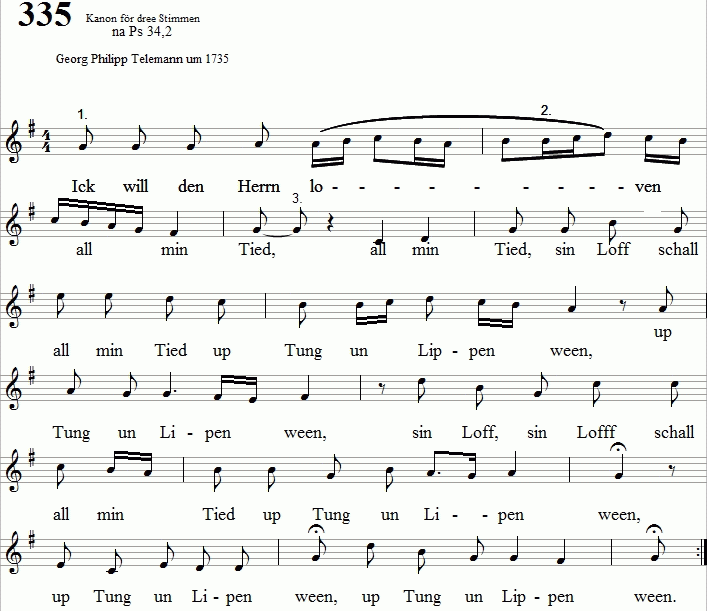 335 Kanon för dree Stimmen
na Ps 34,2
Georg Philipp Telemann um 1735
1. 2.
4/4
Ick will den Herrn lo - - - - - - - - - - ven
3.
all min Tied, all min Tied, sin Loff schall
up
all min Tied up Tung un Lip - pen ween,
Tung un Li - pen ween, sin Loff, sin Lofff schall
all min Tied up Tung un Li - - pen ween,
up Tung un Li - pen ween, up Tung un Lip - pen ween.